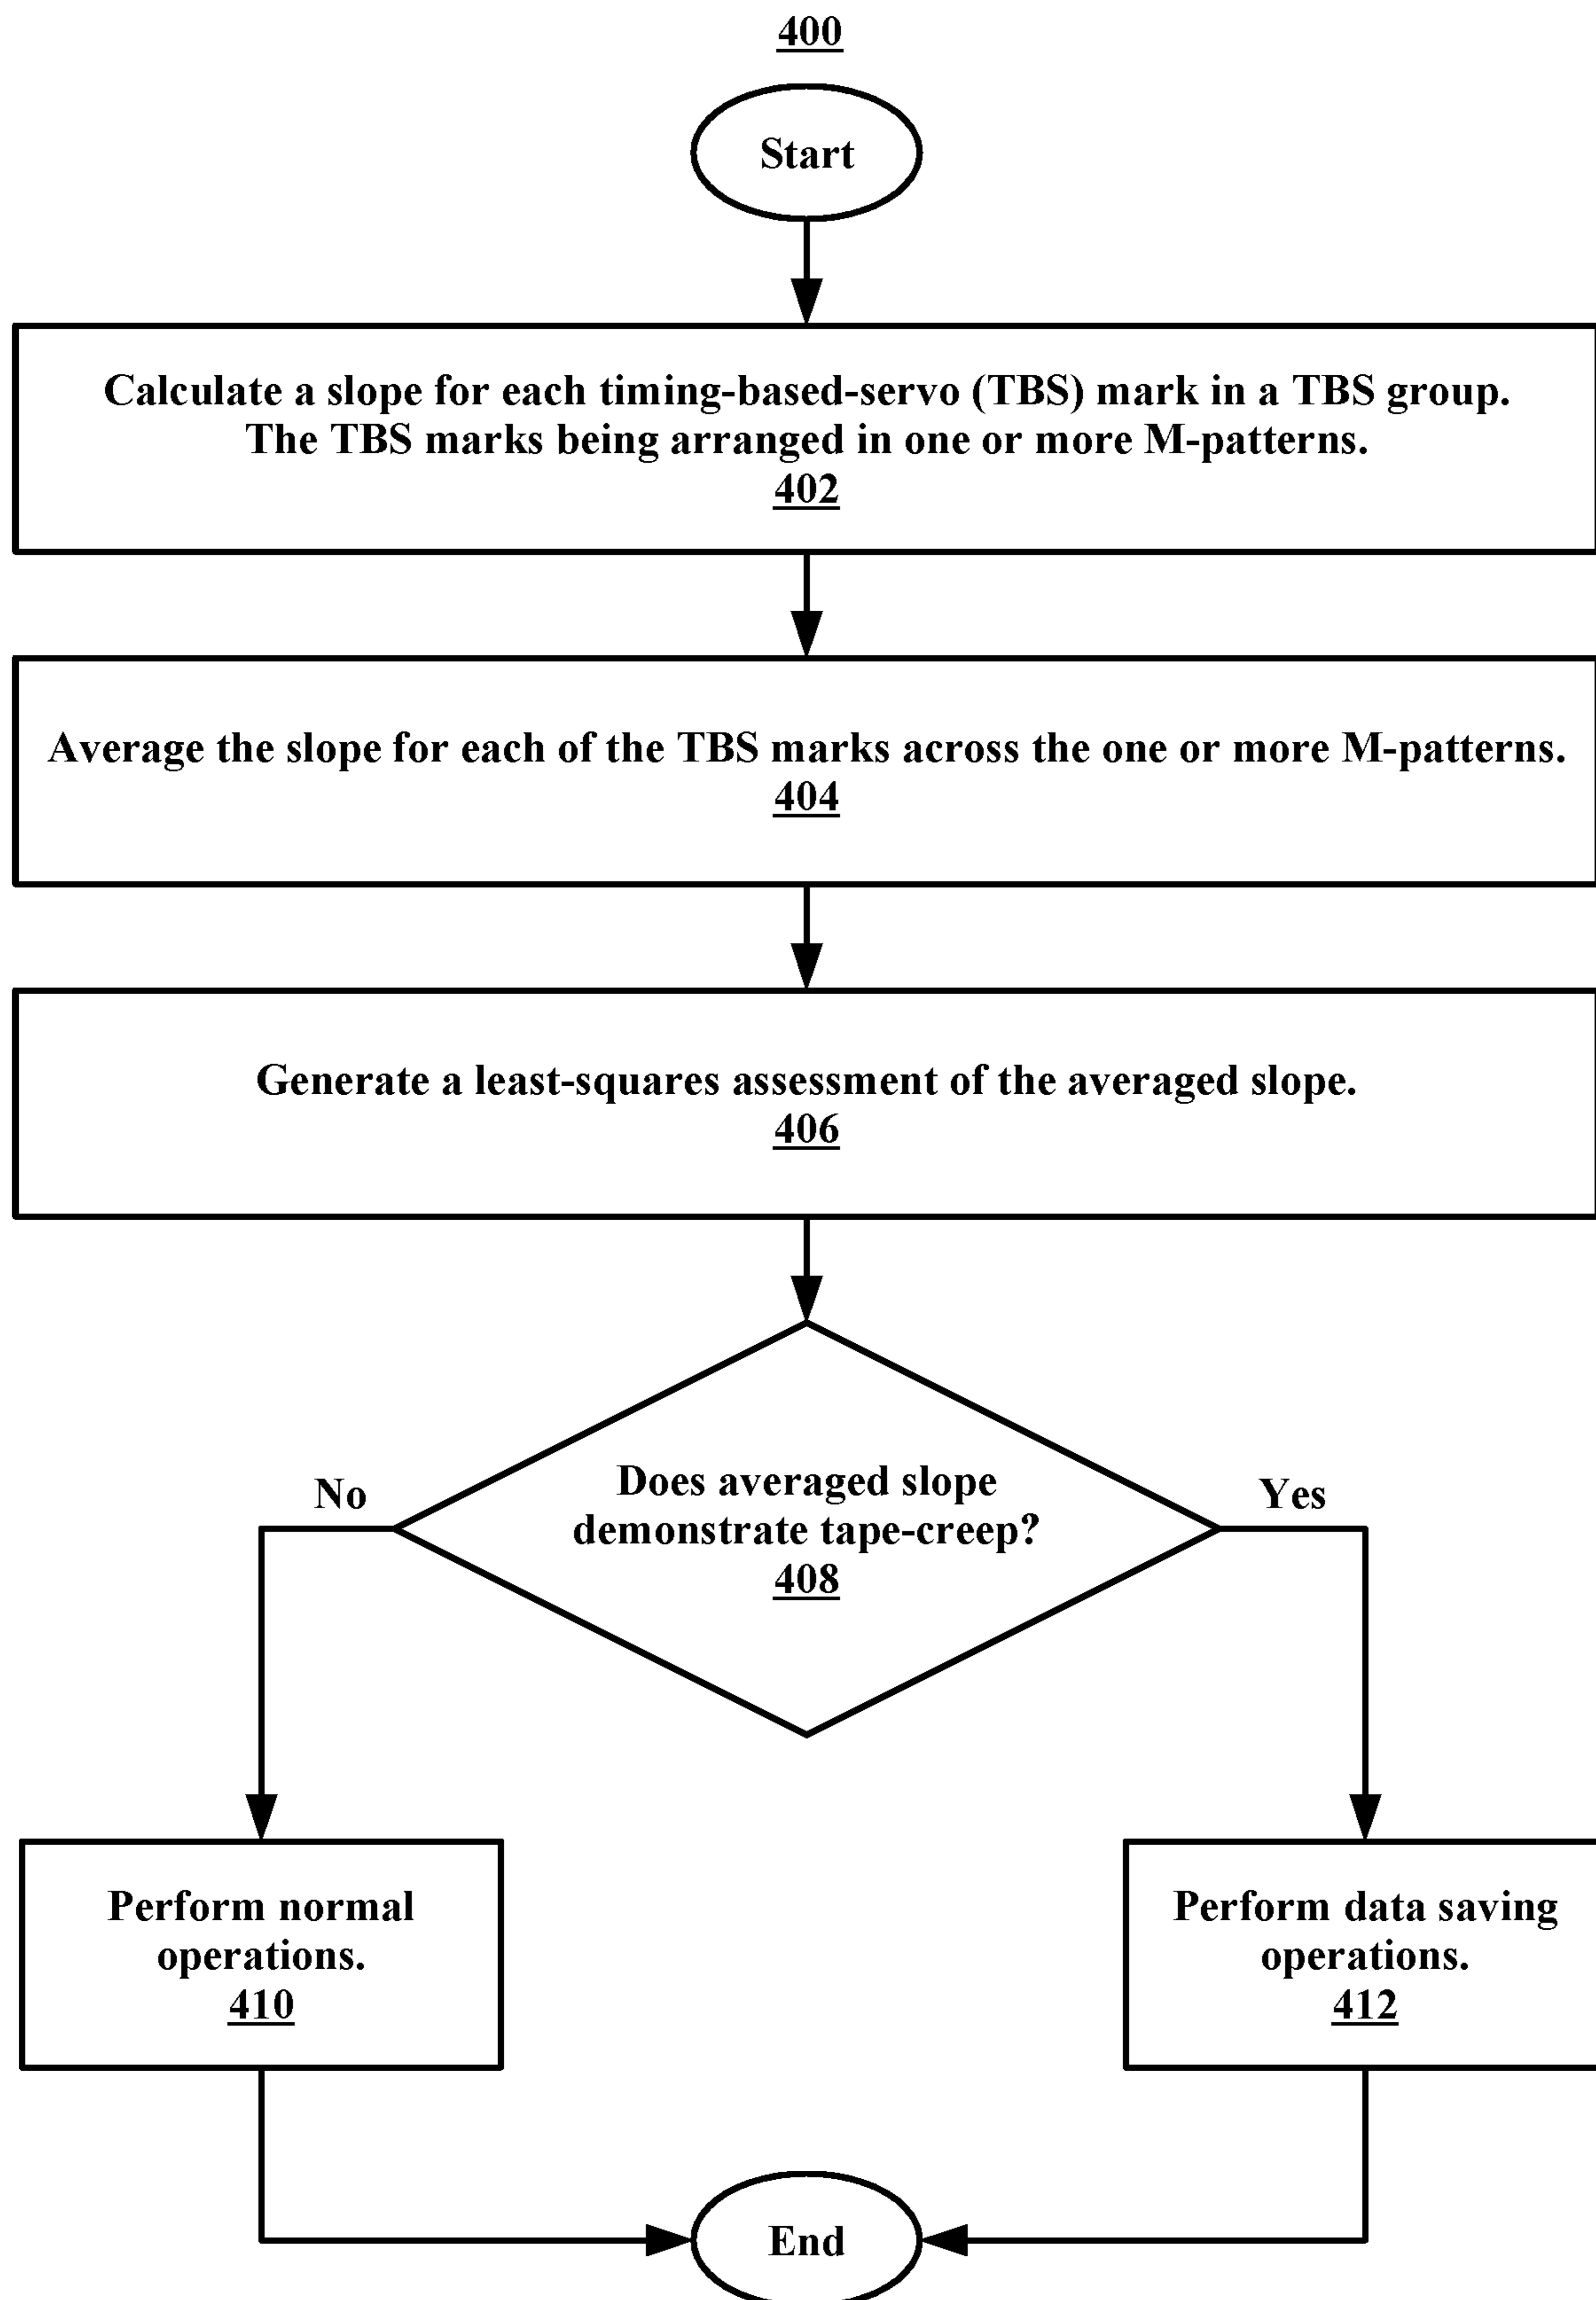 400
Start
Calculate a slope for each timing-based-servo (TBS) mark in a TBS group.
The TBS marks being arranged in one or more M-patterns.
402
Average the slope for each of the TBS marks across the one or more M-patterns.
404
Generate a least-squares assessment of the averaged slope.
406
Does averaged slope
demonstrate tape-creep?
408
No
Yes
Perform normal
operations.
410
Perform data saving
operations.
412
End